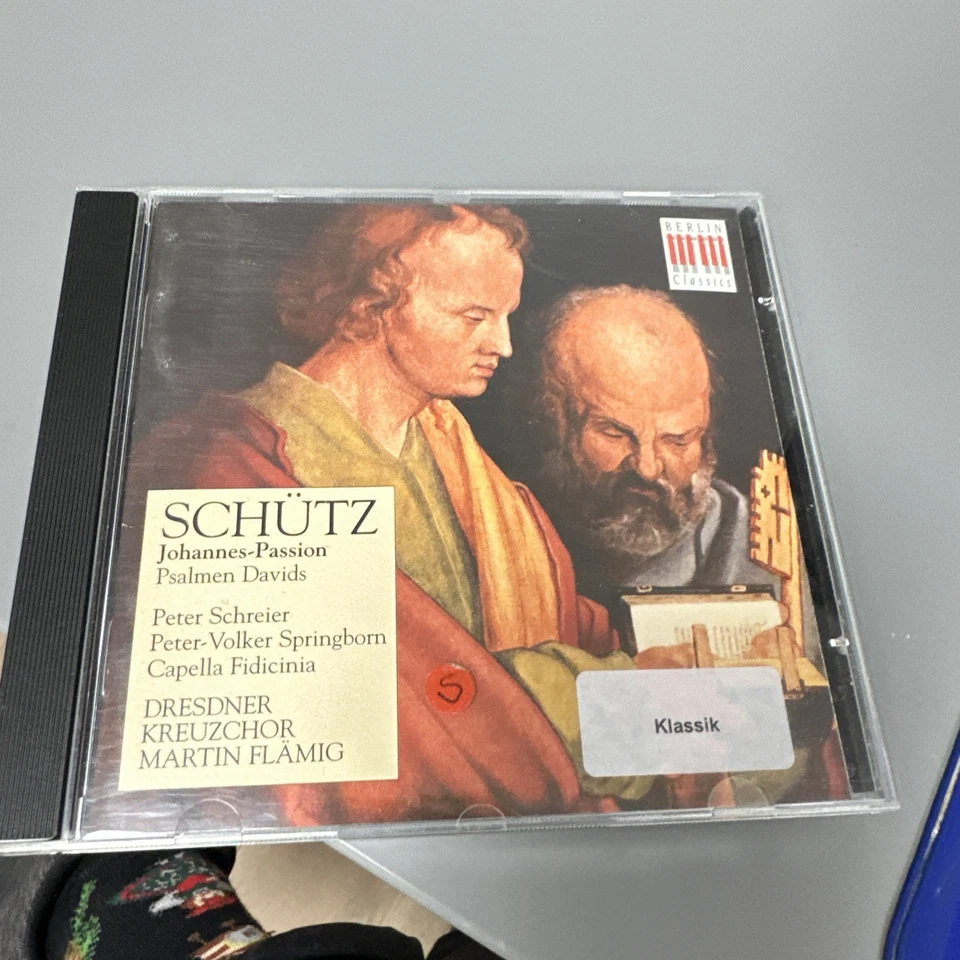 BERLIN
Classics
SCHÜTZ
Johannes-Passion
Psalmen Davids
Peter Schreier
Peter-Volker Springborn
Capella Fidicinia
DRESDNER
KREUZCHOR
MARTIN FLÄMIG
S
Klassik